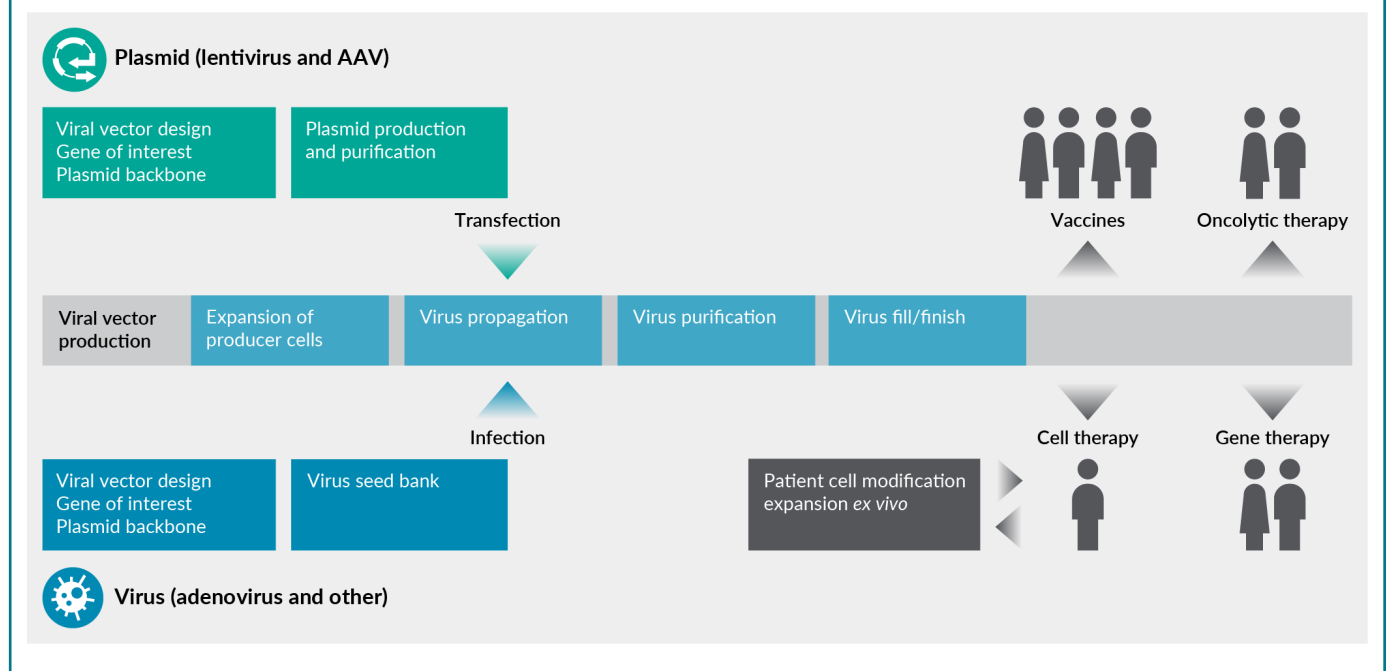 Plasmid (lentivirus and AAV)
Viral vector design
Gene of interest
Plasmid backbone
Plasmid production
and purification
Transfection
Vaccines
Oncolytic therapy
Viral vector
production
Expansion of
producer cells
Virus propagation
Virus purification
Virus fill/finish
Infection
Cell therapy
Gene therapy
Viral vector design
Gene of interest
Plasmid backbone
Virus seed bank
Patient cell modification
expansion ex vivo
Virus (adenovirus and other)